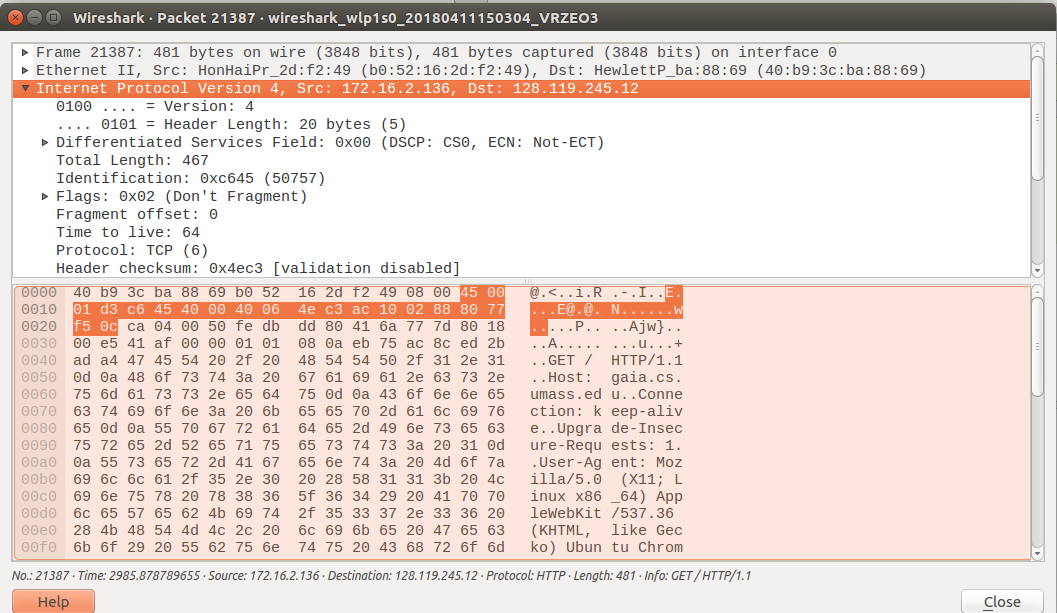 Wireshark · Packet 21387 · wireshark_wlp1s0_20180411150304_VRZEO3
Frame 21387: 481 bytes on wire (3848 bits), 481 bytes captured (3848 bits) on interface 0
Ethernet II, Src: HonHaiPr_2d:f2:49 (b0:52:16:2d:f2:49), Dst: HewlettP_ba:88:69 (40:b9:3c:ba:88:69)
Internet Protocol Version 4, Src: 172.16.2.136, Dst: 128.119.245.12
0100 .... = Version: 4
.... 0101 = Header Length: 20 bytes (5)
Differentiated Services Field: 0x00 (DSCP: CS0, ECN: Not-ECT)
Total Length: 467
Identification: 0xc645 (50757)
Flags: 0x02 (Don't Fragment)
Fragment offset: 0
Time to live: 64
Protocol: TCP (6)
Header checksum: 0x4ec3 [validation disabled]
0000 40 b9 3c ba 88 69 b0 52 16 2d f2 49 08 00 45 00 @.<..i.R .-.I..E.
0010 01 d3 c6 45 40 00 40 06 4e c3 ac 10 02 88 80 77 ...E@.@. N......w
0020 f5 0c ca 04 00 50 fe db dd 80 41 6a 77 7d 80 18 .....P.. ..Ajw}..
0030 00 e5 41 af 00 00 01 01 08 0a eb 75 ac 8c ed 2b ..A..... ...u...+
0040 ad a4 47 45 54 20 2f 20 48 54 54 50 2f 31 2e 31 ..GET / HTTP/1.1
0050 0d 0a 48 6f 73 74 3a 20 67 61 69 61 2e 63 73 2e ..Host: gaia.cs.
0060 75 6d 61 73 73 2e 65 64 75 0d 0a 43 6f 6e 6e 65 umass.ed u..Conne
0070 63 74 69 6f 6e 3a 20 6b 65 65 70 2d 61 6c 69 76 ction: k eep-aliv
0080 65 0d 0a 55 70 67 72 61 64 65 2d 49 6e 73 65 63 e..Upgra de-Insec
0090 75 72 65 2d 52 65 71 75 65 73 74 73 3a 20 31 0d ure-Requ ests: 1.
00a0 0a 55 73 65 72 2d 41 67 65 6e 74 3a 20 4d 6f 7a .User-Ag ent: Moz
00b0 69 6c 6c 61 2f 35 2e 30 20 28 58 31 31 3b 20 4c illa/5.0 (X11; L
00c0 69 6e 75 78 20 78 38 36 5f 36 34 29 20 41 70 70 inux x86 _64) App
00d0 6c 65 57 65 62 4b 69 74 2f 35 33 37 2e 33 36 20 leWebKit /537.36
00e0 28 4b 48 54 4d 4c 2c 20 6c 69 6b 65 20 47 65 63 (KHTML, like Gec
00f0 6b 6f 29 20 55 62 75 6e 74 75 20 43 68 72 6f 6d ko) Ubun tu Chrom
No.: 21387 · Time: 2985.878789655 · Source: 172.16.2.136 · Destination: 128.119.245.12 · Protocol: HTTP · Length: 481 · Info: GET / HTTP/1.1
Help Close